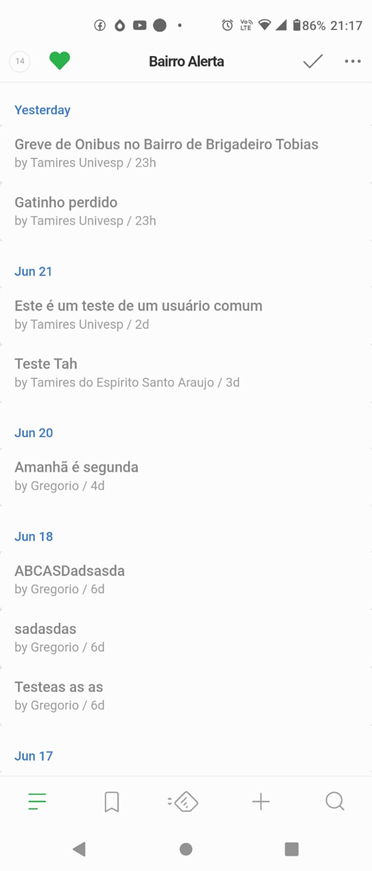 86% 21:17
14
Bairro Alerta
Yesterday
Greve de Onibus no Bairro de Brigadeiro Tobias
by Tamires Univesp / 23h
Gatinho perdido
by Tamires Univesp / 23h
Jun 21
Este é um teste de um usuário comum
by Tamires Univesp / 2d
Teste Tah
by Tamires do Espirito Santo Araujo / 3d
Jun 20
Amanhã é segunda
by Gregorio / 4d
Jun 18
ABCASDadsasda
by Gregorio / 6d
sadasdas
by Gregorio / 6d
Testeas as as
by Gregorio / 6d
Jun 17